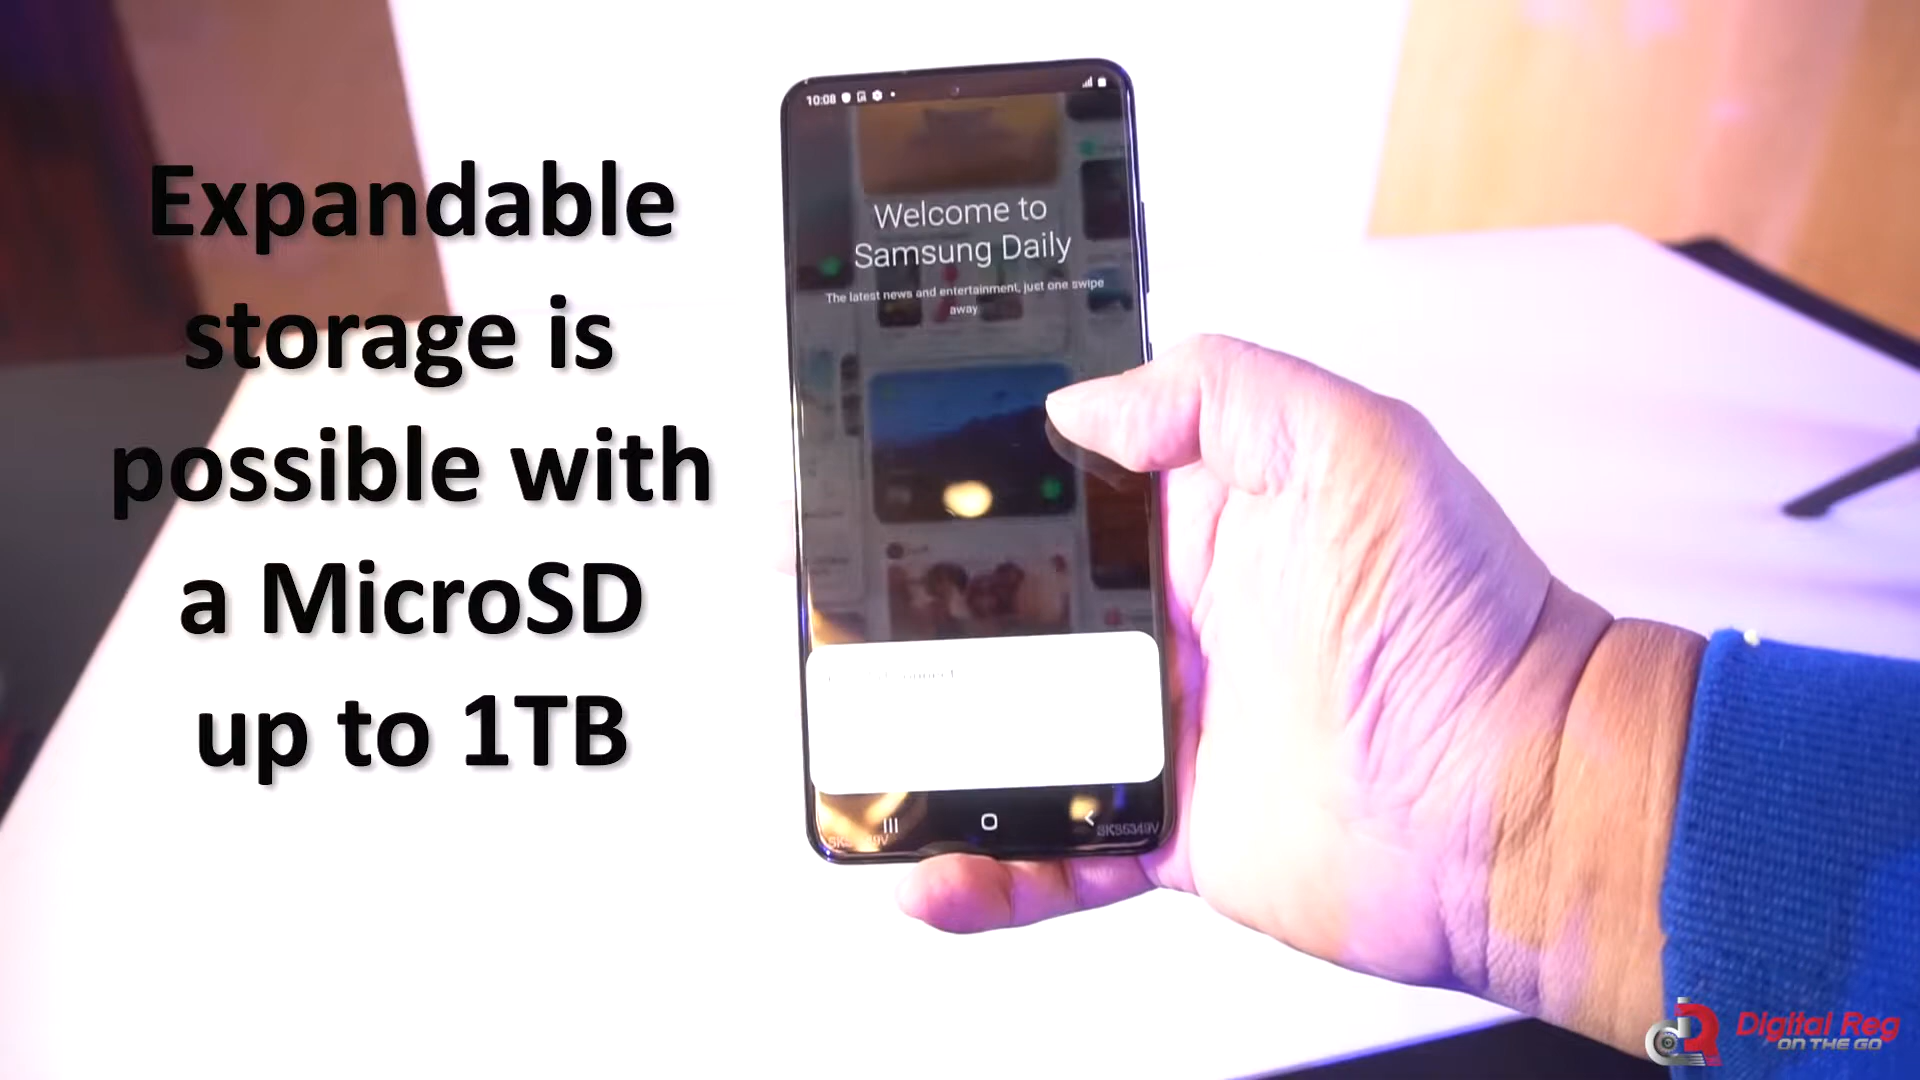 Expandable
storage is
possible with
a MicroSD
up to 1TB
10:08
Welcome to
Samsung Daily
The latest news and entertainment, just one swipe
away
SKS6349V
Digital Reg
ON THE GO